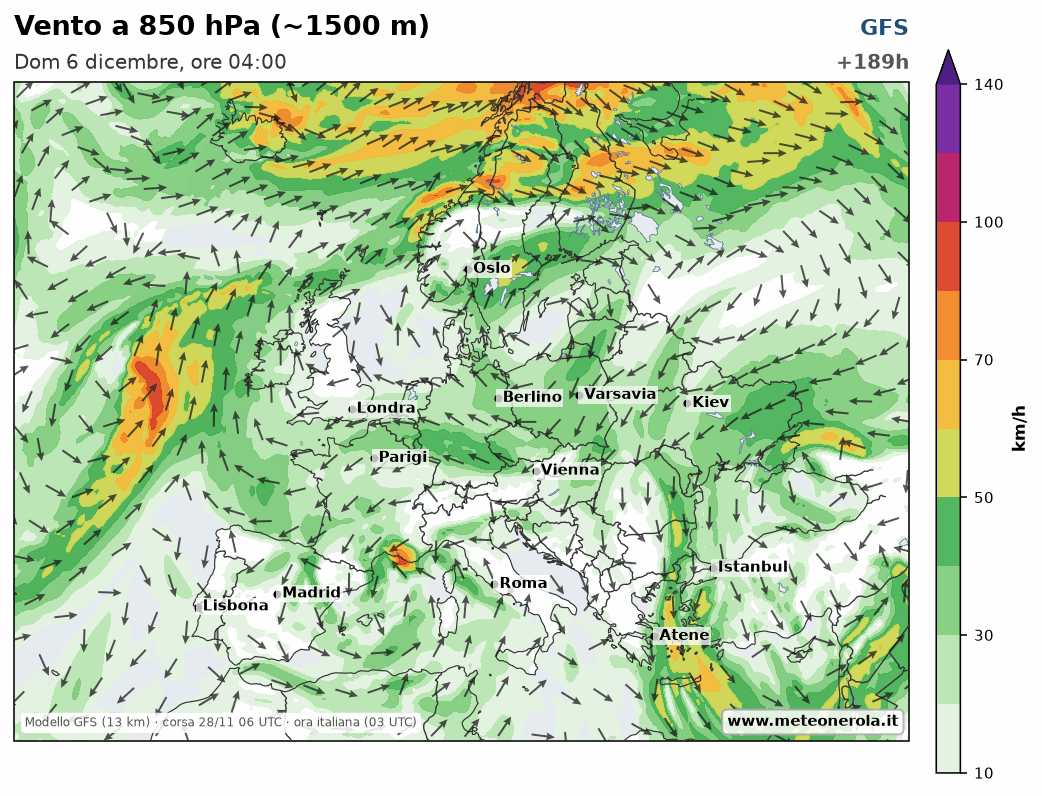 Vento a 850 hPa (~1500 m)
GFS
Dom 6 dicembre, ore 04:00
+189h
140
100
70
50
30
10
km/h
Oslo
Londra
Berlino
Varsavia
Kiev
Parigi
Vienna
Madrid
Lisbona
Roma
Istanbul
Atene
Modello GFS (13 km) · corsa 28/11 06 UTC · ora italiana (03 UTC)
www.meteonerola.it